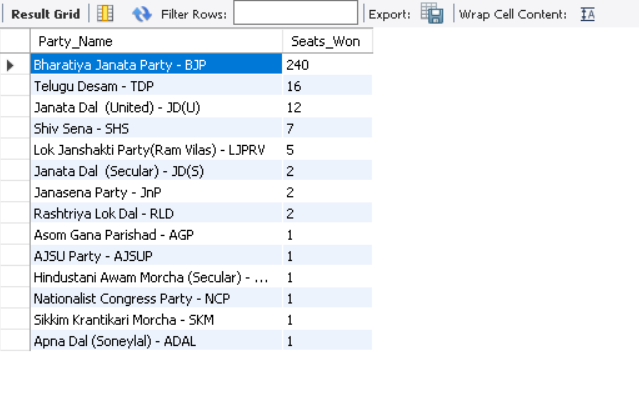 Result Grid Filter Rows: Export: Wrap Cell Content: IA
Party_Name Seats_Won
Bharatiya Janata Party - BJP 240
Telugu Desam - TDP 16
Janata Dal (United) - JD(U) 12
Shiv Sena - SHS 7
Lok Janshakti Party(Ram Vilas) - LJPRV 5
Janata Dal (Secular) - JD(S) 2
Janasena Party - JnP 2
Rashtriya Lok Dal - RLD 2
Asom Gana Parishad - AGP 1
AJSU Party - AJSUP 1
Hindustani Awam Morcha (Secular) - ... 1
Nationalist Congress Party - NCP 1
Sikkim Krantikari Morcha - SKM 1
Apna Dal (Soneylal) - ADAL 1